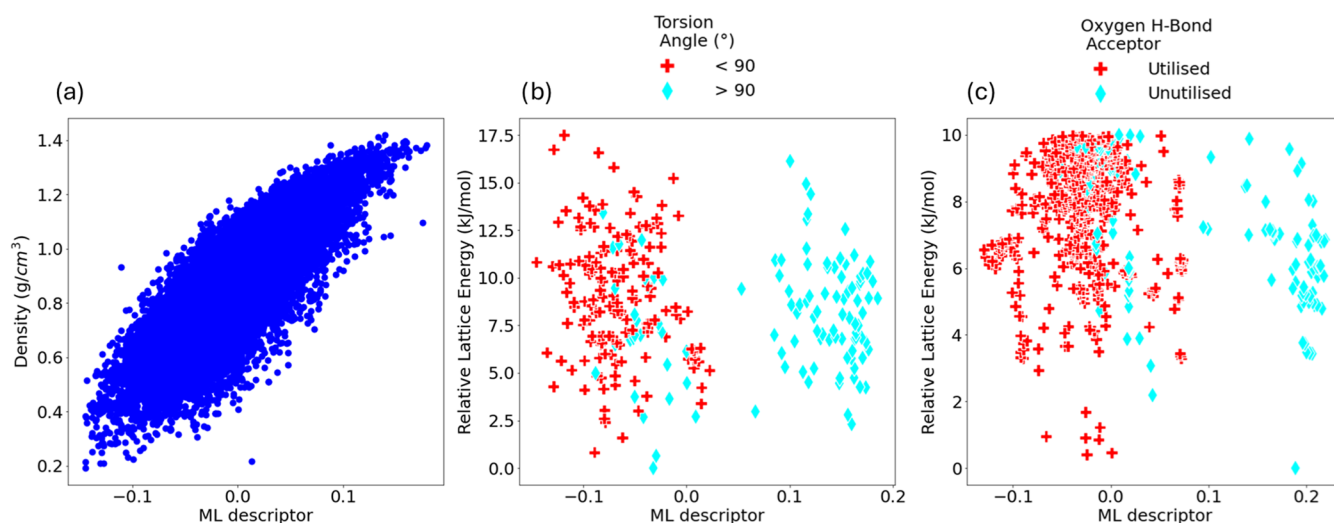 (a)
Density (g/cm³)
1.4
1.2
1.0
0.8
0.6
0.4
0.2
−0.1
0.0
0.1
ML descriptor
Torsion
Angle (°)
< 90
> 90
(b)
Relative Lattice Energy (kJ/mol)
17.5
15.0
12.5
10.0
7.5
5.0
2.5
0.0
−0.1
0.0
0.1
0.2
ML descriptor
Oxygen H-Bond
Acceptor
Utilised
Unutilised
(c)
Relative Lattice Energy (kJ/mol)
10
8
6
4
2
0
−0.1
0.0
0.1
0.2
ML descriptor